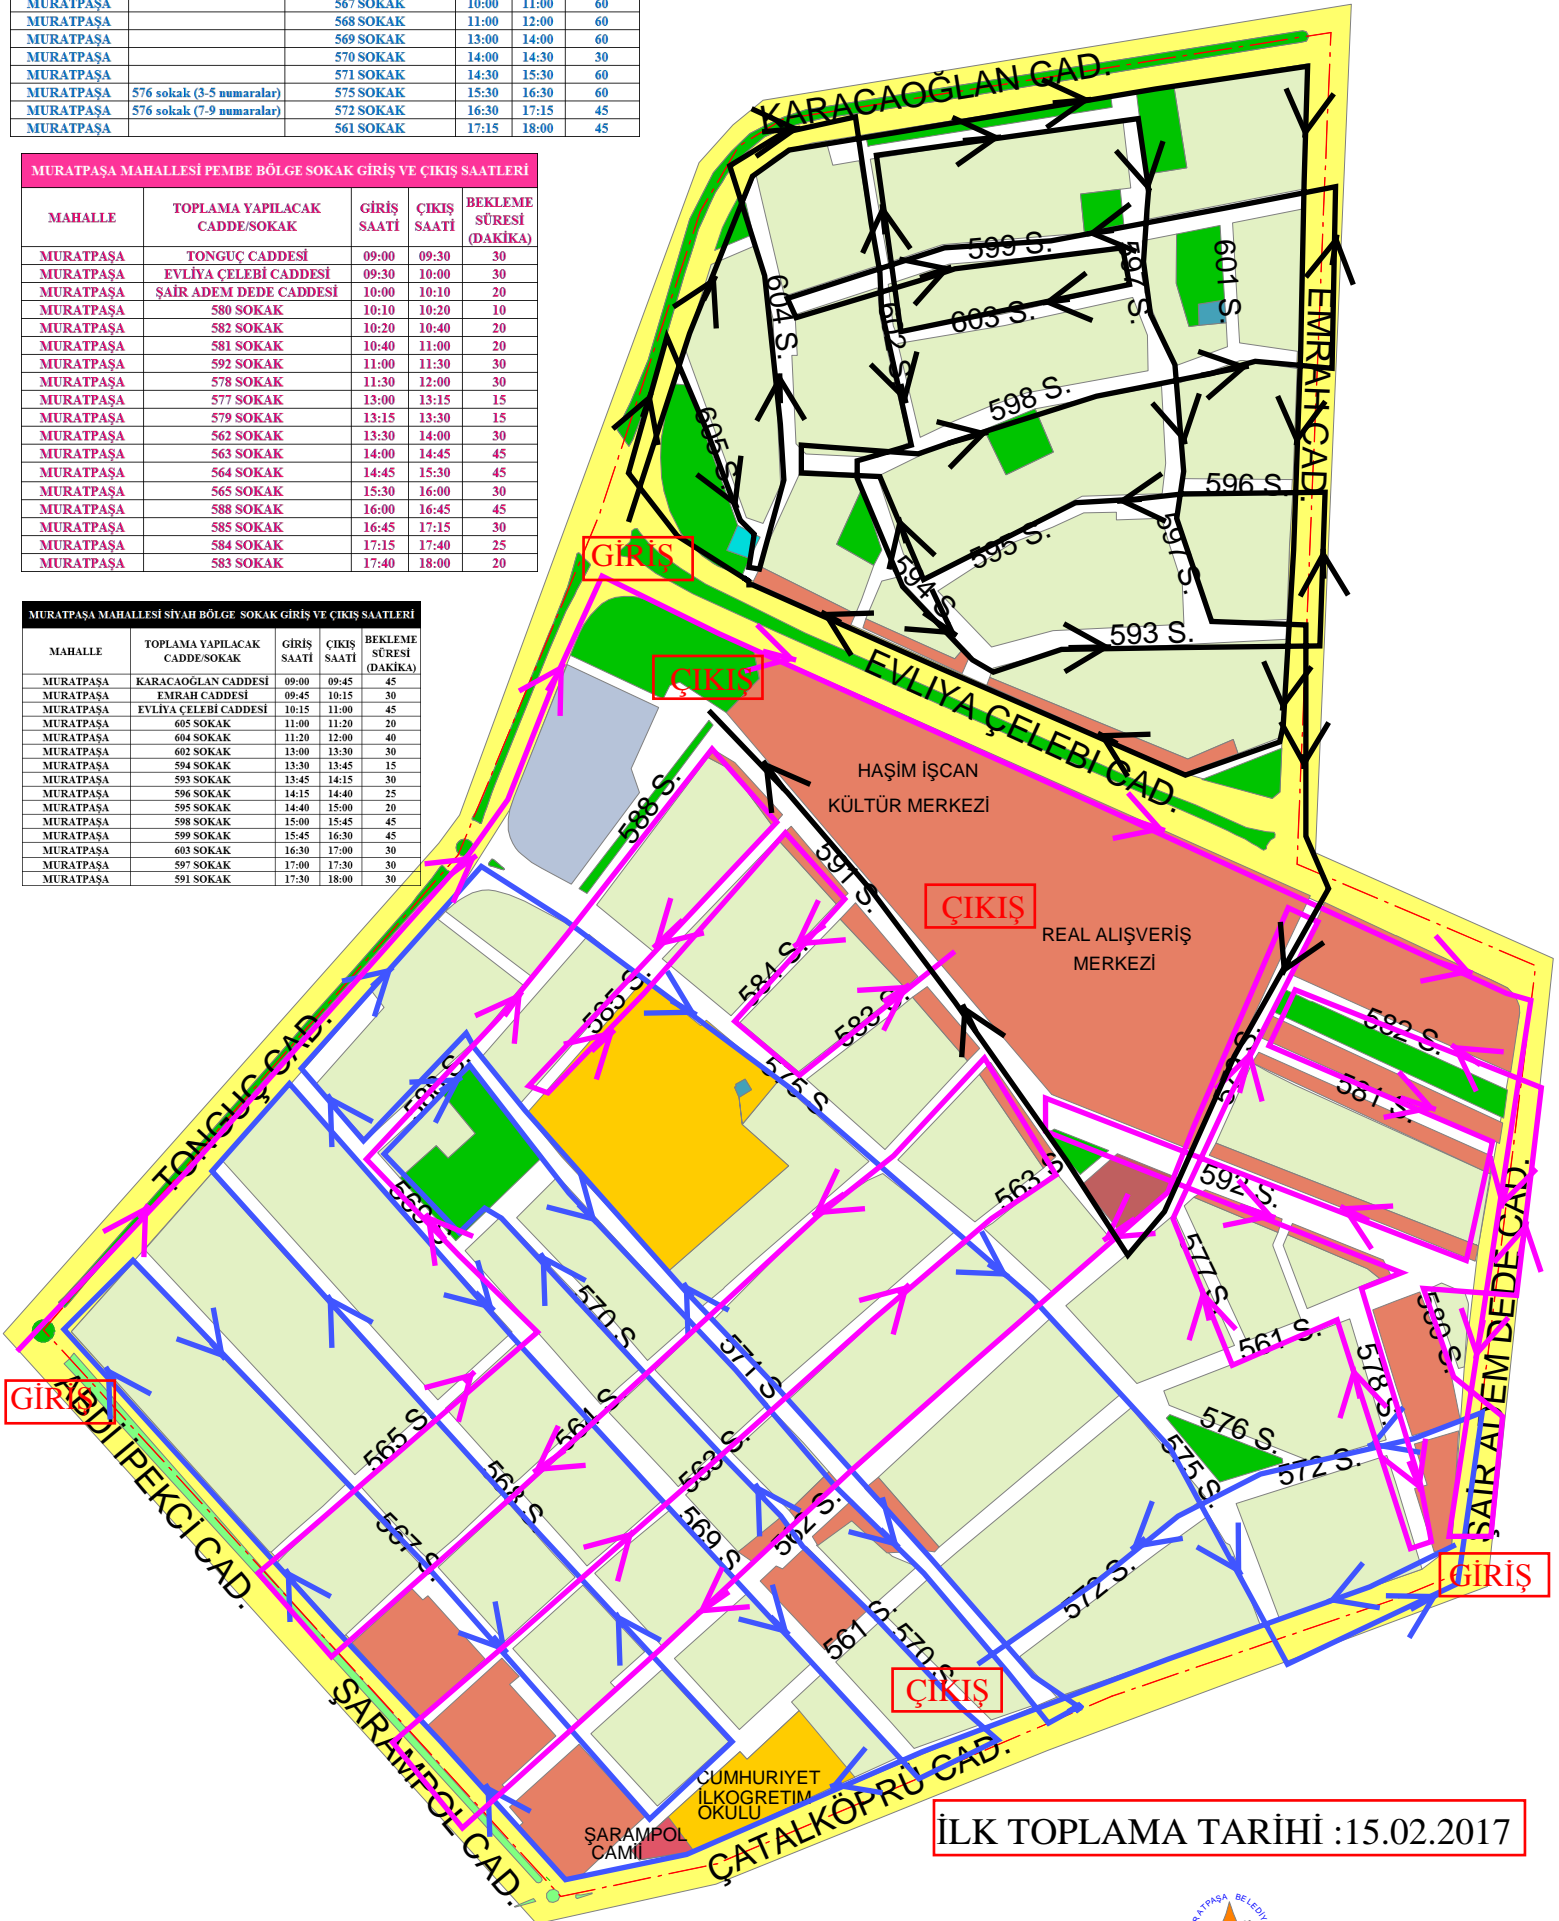 MURATPAŞA 567 SOKAK 10:00 11:00 60
MURATPAŞA 568 SOKAK 11:00 12:00 60
MURATPAŞA 569 SOKAK 13:00 14:00 60
MURATPAŞA 570 SOKAK 14:00 14:30 30
MURATPAŞA 571 SOKAK 14:30 15:30 60
MURATPAŞA 576 sokak (3-5 numaralar) 575 SOKAK 15:30 16:30 60
MURATPAŞA 576 sokak (7-9 numaralar) 572 SOKAK 16:30 17:15 45
MURATPAŞA 561 SOKAK 17:15 18:00 45
MURATPAŞA MAHALLESİ PEMBE BÖLGE SOKAK GİRİŞ VE ÇIKIŞ SAATLERİ
MAHALLE TOPLAMA YAPILACAK CADDE/SOKAK GİRİŞ SAATİ ÇIKIŞ SAATİ BEKLEME SÜRESİ (DAKİKA)
MURATPAŞA TONGUÇ CADDESİ 09:00 09:30 30
MURATPAŞA EVLİYA ÇELEBİ CADDESİ 09:30 10:00 30
MURATPAŞA ŞAİR ADEM DEDE CADDESİ 10:00 10:10 20
MURATPAŞA 580 SOKAK 10:10 10:20 10
MURATPAŞA 582 SOKAK 10:20 10:40 20
MURATPAŞA 581 SOKAK 10:40 11:00 20
MURATPAŞA 592 SOKAK 11:00 11:30 30
MURATPAŞA 578 SOKAK 11:30 12:00 30
MURATPAŞA 577 SOKAK 13:00 13:15 15
MURATPAŞA 579 SOKAK 13:15 13:30 15
MURATPAŞA 562 SOKAK 13:30 14:00 30
MURATPAŞA 563 SOKAK 14:00 14:45 45
MURATPAŞA 564 SOKAK 14:45 15:30 45
MURATPAŞA 565 SOKAK 15:30 16:00 30
MURATPAŞA 588 SOKAK 16:00 16:45 45
MURATPAŞA 585 SOKAK 16:45 17:15 30
MURATPAŞA 584 SOKAK 17:15 17:40 25
MURATPAŞA 583 SOKAK 17:40 18:00 20
MURATPAŞA MAHALLESİ SİYAH BÖLGE SOKAK GİRİŞ VE ÇIKIŞ SAATLERİ
MAHALLE TOPLAMA YAPILACAK CADDE/SOKAK GİRİŞ SAATİ ÇIKIŞ SAATİ BEKLEME SÜRESİ (DAKİKA)
MURATPAŞA KARACAOĞLAN CADDESİ 09:00 09:45 45
MURATPAŞA EMRAH CADDESİ 09:45 10:15 30
MURATPAŞA EVLİYA ÇELEBİ CADDESİ 10:15 11:00 45
MURATPAŞA 605 SOKAK 11:00 11:20 20
MURATPAŞA 604 SOKAK 11:20 12:00 40
MURATPAŞA 602 SOKAK 13:00 13:30 30
MURATPAŞA 594 SOKAK 13:30 13:45 15
MURATPAŞA 593 SOKAK 13:45 14:15 30
MURATPAŞA 596 SOKAK 14:15 14:40 25
MURATPAŞA 595 SOKAK 14:40 15:00 20
MURATPAŞA 598 SOKAK 15:00 15:45 45
MURATPAŞA 599 SOKAK 15:45 16:30 45
MURATPAŞA 603 SOKAK 16:30 17:00 30
MURATPAŞA 597 SOKAK 17:00 17:30 30
MURATPAŞA 591 SOKAK 17:30 18:00 30
KARACAOĞLAN CAD.
599 S.
597 S.
601 S.
604 S.
602 S.
603 S.
EMRAH CAD.
598 S.
605 S.
596 S.
595 S.
597 S.
594 S.
593 S.
GİRİŞ
ÇIKIŞ
EVLIYA ÇELEBI CAD.
HAŞİM İŞCAN
KÜLTÜR MERKEZİ
588 S.
591 S.
ÇIKIŞ
REAL ALIŞVERİŞ
MERKEZİ
584 S.
585 S.
583 S.
582 S.
581 S.
575 S.
TONGUÇ CAD.
563 S.
592 S.
577 S.
569 S.
570 S.
571 S.
561 S.
580 S.
578 S.
576 S.
572 S.
575 S.
ŞAİR ADEM DEDE CAD.
GİRİŞ
ABDİ İPEKCİ CAD.
565 S.
561 S.
563 S.
568 S.
567 S.
569 S.
562 S.
572 S.
GİRİŞ
561 S.
570 S.
ÇIKIŞ
ŞARAMPOL CAD.
ÇATALKÖPRÜ CAD.
CUMHURIYET
İLKOGRETIM
OKULU
ŞARAMPOL
CAMİİ
İLK TOPLAMA TARİHİ :15.02.2017